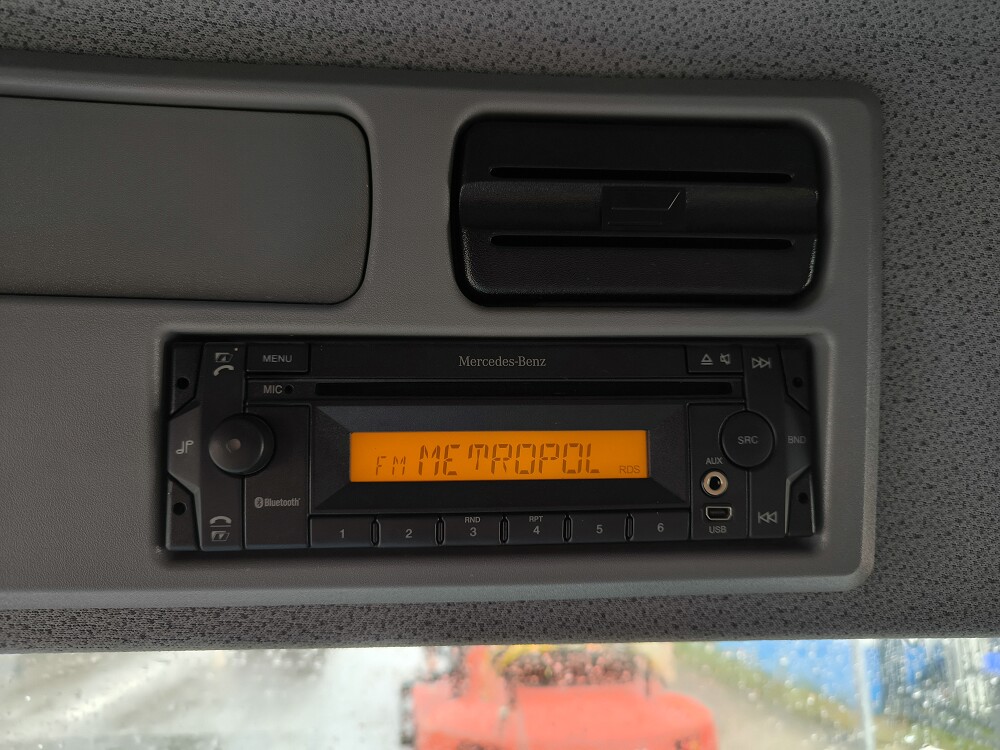 MENU
Mercedes-Benz
MIC
SRC
BND
FM METROPOL RDS
AUX
Bluetooth
USB
1
2
RND
3
RPT
4
5
6